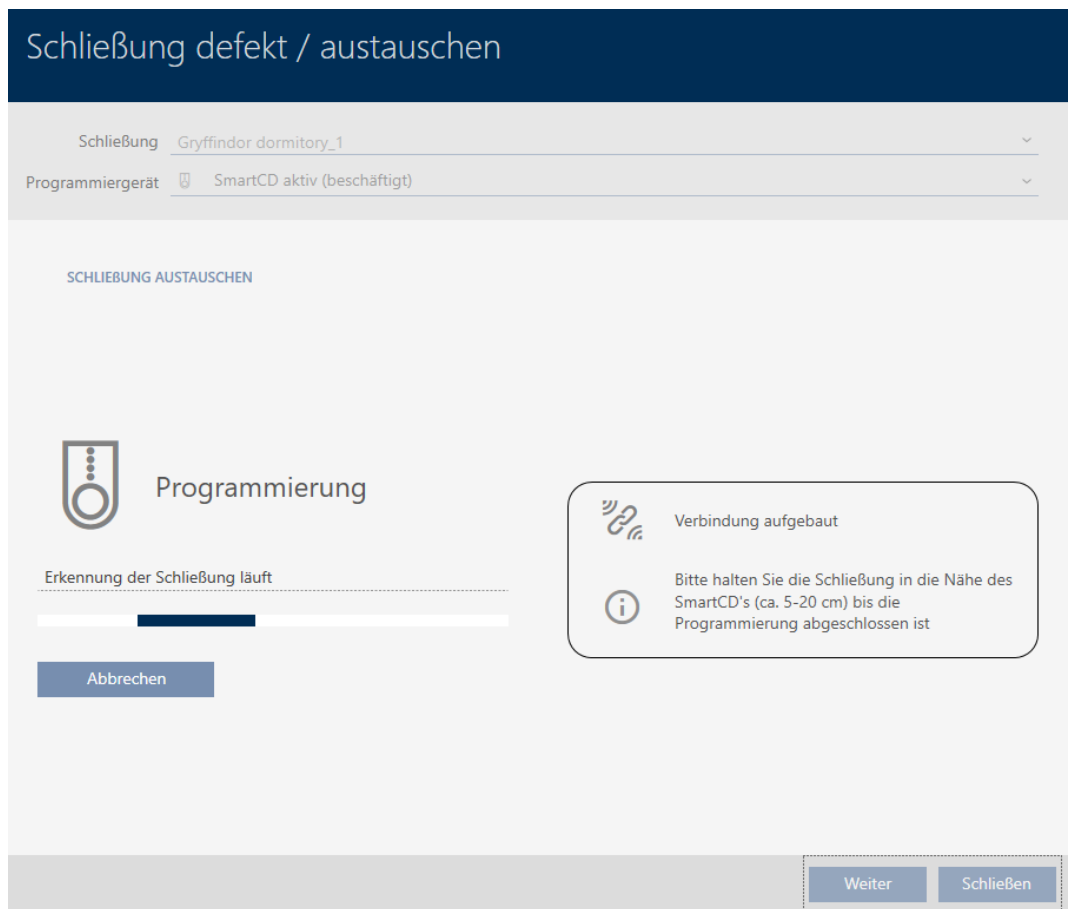 Schließung defekt / austauschen
Schließung Gryffindor dormitory_1
Programmiergerät SmartCD aktiv (beschäftigt)
SCHLIEßUNG AUSTAUSCHEN
Programmierung
Erkennung der Schließung läuft
Abbrechen
Verbindung aufgebaut
Bitte halten Sie die Schließung in die Nähe des
SmartCD's (ca. 5-20 cm) bis die
Programmierung abgeschlossen ist
Weiter Schließen